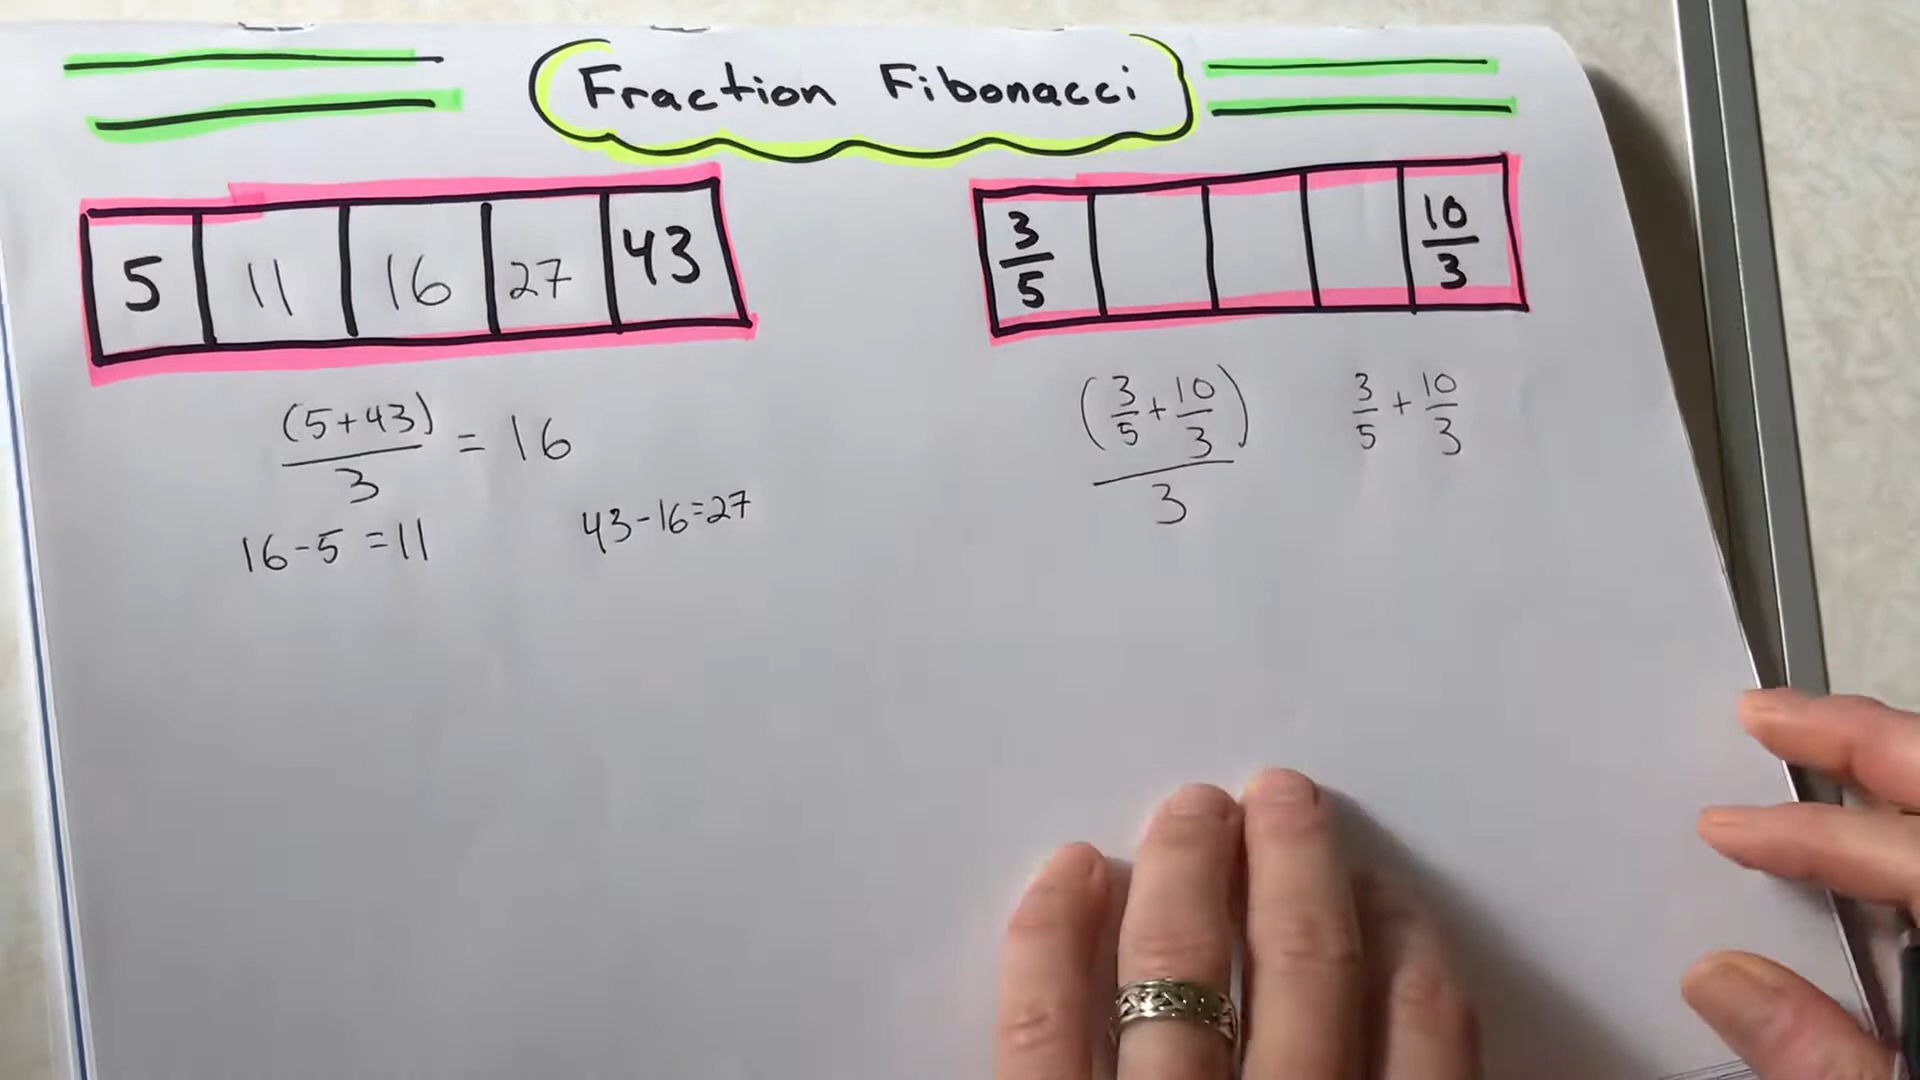 Fraction Fibonacci
5 11 16 27 43
3/5 10/3
(5+43)/3 = 16
16-5=11
43-16=27
(3/5+10/3)/3
3/5+10/3